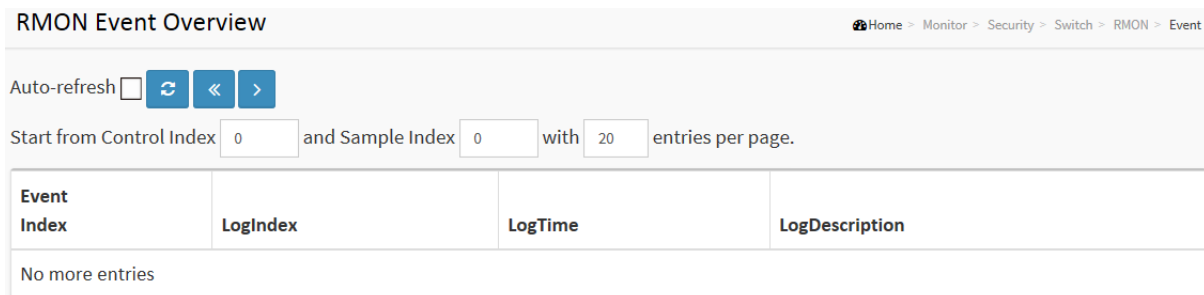 RMON Event Overview
Home > Monitor > Security > Switch > RMON > Event
Auto-refresh
Start from Control Index 0 and Sample Index 0 with 20 entries per page.
Event
Index LogIndex LogTime LogDescription
No more entries